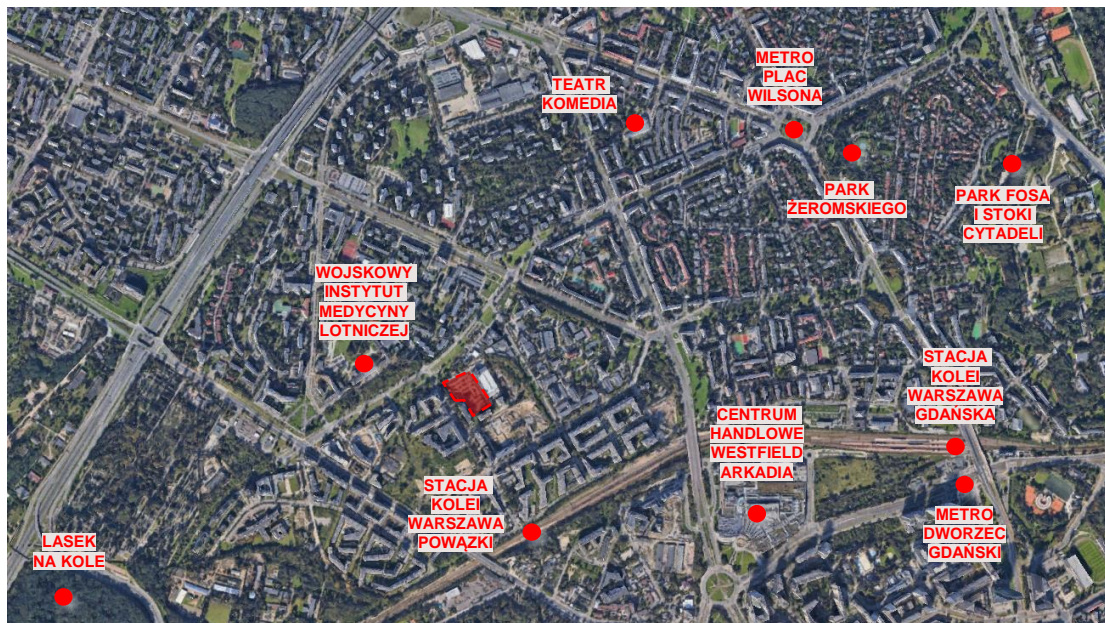 METRO
PLAC
WILSONA
TEATR
KOMEDIA
PARK
ŻEROMSKIEGO
PARK FOSA
I STOKI
CYTADELI
WOJSKOWY
INSTYTUT
MEDYCYNY
LOTNICZEJ
STACJA
KOLEI
WARSZAWA
GDAŃSKA
CENTRUM
HANDLOWE
WESTFIELD
ARKADIA
STACJA
KOLEI
WARSZAWA
POWĄZKI
METRO
DWORZEC
GDAŃSKI
LASEK
NA KOLE